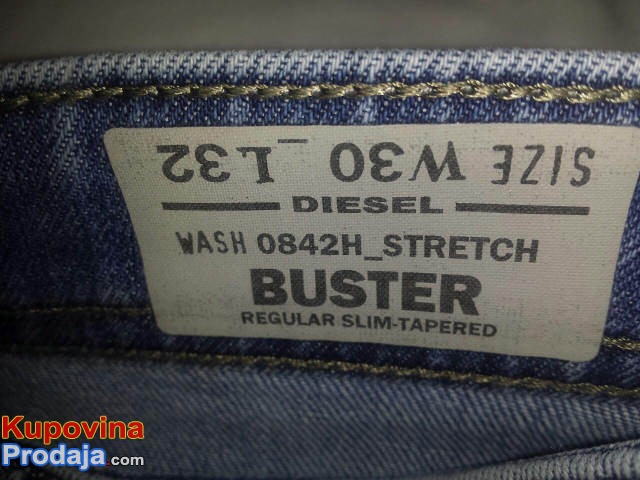 SIZE W30_L32
DIESEL
WASH 0842H_STRETCH
BUSTER
REGULAR SLIM-TAPERED
Kupovina
Prodaja.com